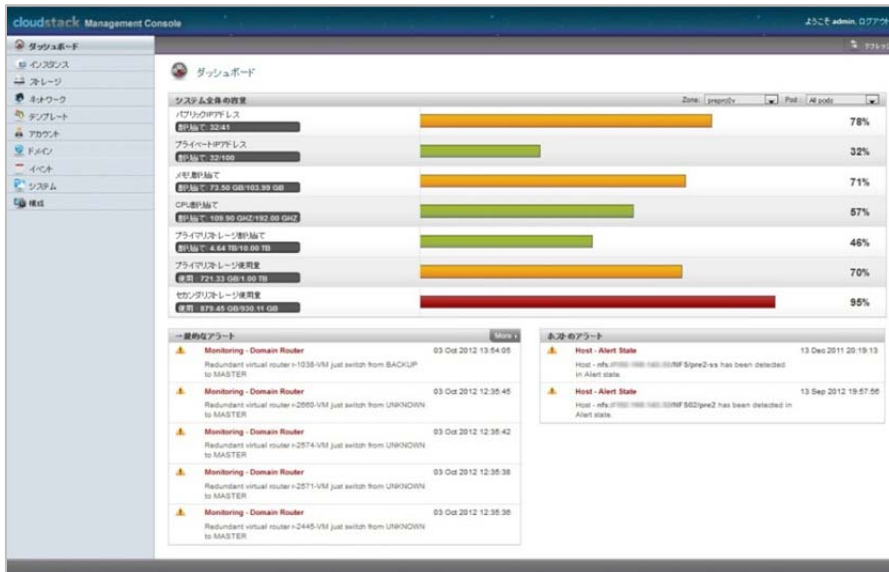 cloudstack Management Console
ようこそ admin, ログアウト
ダッシュボード
インスタンス
ストレージ
ネットワーク
テンプレート
アカウント
ドメイン
イベント
システム
構成
ダッシュボード
システム全体の容量
Zone:
Pod: All pods
パブリックIPアドレス
割り当て: 32/41
78%
プライベートIPアドレス
割り当て: 32/100
32%
メモリ割り当て
割り当て: 73.50 GB/103.99 GB
71%
CPU割り当て
割り当て: 109.90 GHZ/192.00 GHZ
57%
プライマリストレージ割り当て
割り当て: 4.64 TB/10.00 TB
46%
プライマリストレージ使用量
使用: 721.33 GB/1.00 TB
70%
セカンダリストレージ使用量
使用: 879.45 GB/930.11 GB
95%
一般的なアラート
More
Monitoring - Domain Router
03 Oct 2012 13:54:05
Redundant virtual router r-1038-VM just switch from BACKUP
to MASTER
Monitoring - Domain Router
03 Oct 2012 12:35:45
Redundant virtual router r-2660-VM just switch from UNKNOWN
to MASTER
Monitoring - Domain Router
03 Oct 2012 12:35:42
Redundant virtual router r-2574-VM just switch from UNKNOWN
to MASTER
Monitoring - Domain Router
03 Oct 2012 12:35:38
Redundant virtual router r-2571-VM just switch from UNKNOWN
to MASTER
Monitoring - Domain Router
03 Oct 2012 12:35:36
Redundant virtual router r-2445-VM just switch from UNKNOWN
to MASTER
ホストのアラート
Host - Alert State
13 Dec 2011 20:19:13
Host - nfs:/ /NFS/pre2-ss has been detected
in Alert state.
Host - Alert State
13 Sep 2012 19:57:56
Host - nfs:/ /NFS02/pre2 has been detected in
Alert state.